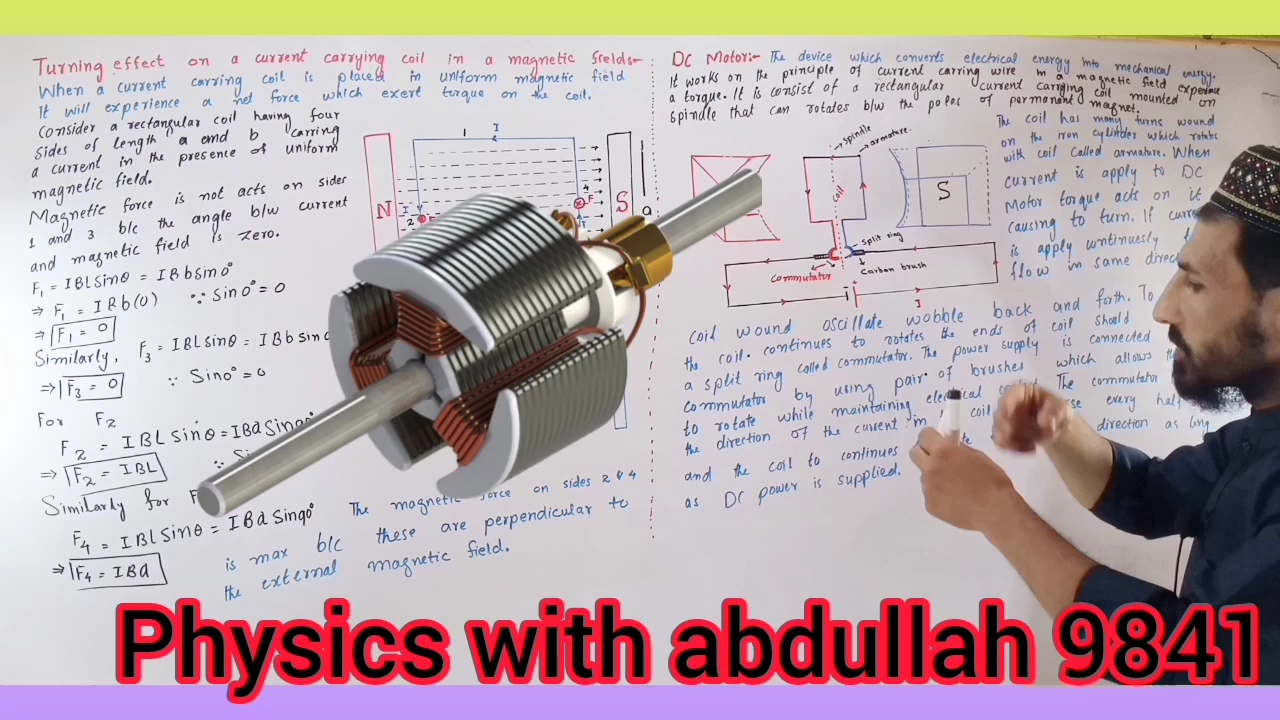 Turning effect on a current carrying coil in a magnetic fields:-
When a current carring coil is placed in uniform magnetic field
It will experience a net force which exert torque on the coil.
Consider a rectangular coil having four
sides of length a and b carring
a current in the presence of uniform
magnetic field.
Magnetic force is not acts on sides
1 and 3 b/c the angle b/w current
and magnetic field is zero.
F₁ = IBLsinθ = IBbsin0°
⇒ F₁ = IBb(0) ∵ Sin0° = 0
⇒ F₁ = 0
Similarly, F₃ = IBLsinθ = IBb sin
⇒ F₃ = 0 ∵ Sin0° = 0
For F₂
F₂ = IBLsinθ = IBaSin90°
⇒ F₂ = IBL
Similarly for F
F₄ = IBLSinθ = IBaSin90°
⇒ F₄ = IBa
The magnetic force on sides 2 & 4
is max b/c these are perpendicular to
the external magnetic field.
1 I
N
S
a
I
2
4
F
DC Motor:- The device which converts electrical energy into mechanical energy.
It works on the principle of current carring wire in a magnetic field experience
a torque. It is consist of a rectangular current carrying coil mounted on
spindle that can rotates b/w the poles of permanant magnet.
The coil has many turns wound
on the iron cylinder which rotats
with coil called armature. When
current is apply to DC
Motor torque acts on it
causing to turn. If
is apply continuesly
flow in same
spindle
armature.
coil
S
split ring
commutator
Carbon brush
I
coil wound oscillate wobble back and forth. To
the coil. continues to rotates the ends of coil should
a split ring called commutator. The power supply is connected
commutator by using pair of brushes which allows
to rotate while maintaining The commutator
the direction of the current in coil every half
and the coil to continues direction as long
as DC power is supplied.
Physics with abdullah 9841